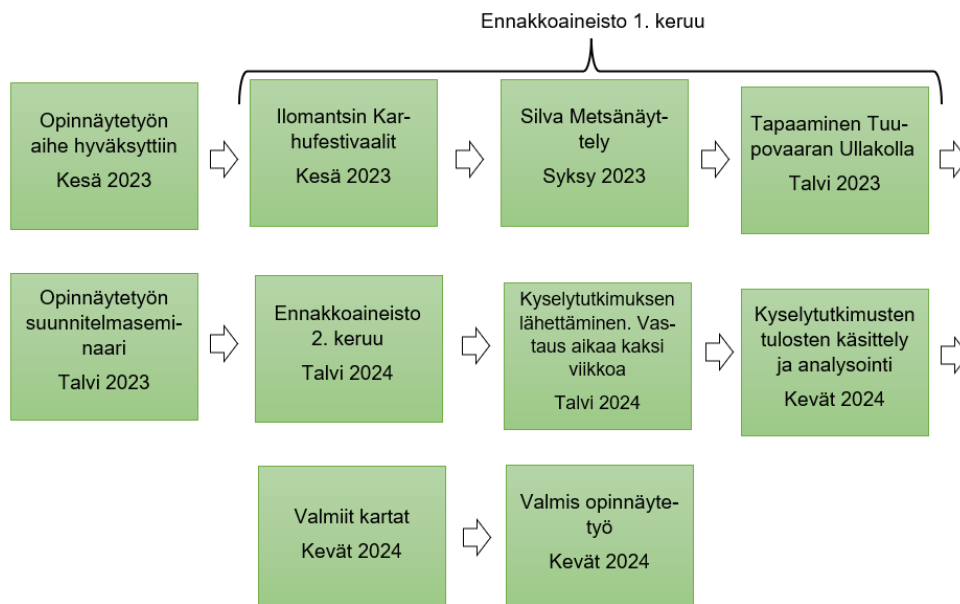 Ennakkoaineisto 1. keruu
Opinnäytetyön
aihe hyväksyttiin
Kesä 2023
Ilomantsin Kar-
hufestivaalit
Kesä 2023
Silva Metsänäyt-
tely
Syksy 2023
Tapaaminen Tuu-
povaaran Ullakolla
Talvi 2023
Opinnäytetyön
suunnitelmasemi-
naari
Talvi 2023
Ennakkoaineisto
2. keruu
Talvi 2024
Kyselytutkimuksen
lähettäminen. Vas-
taus aikaa kaksi
viikkoa
Talvi 2024
Kyselytutkimusten
tulosten käsittely
ja analysointi
Kevät 2024
Valmiit kartat
Kevät 2024
Valmis opinnäyte-
työ
Kevät 2024